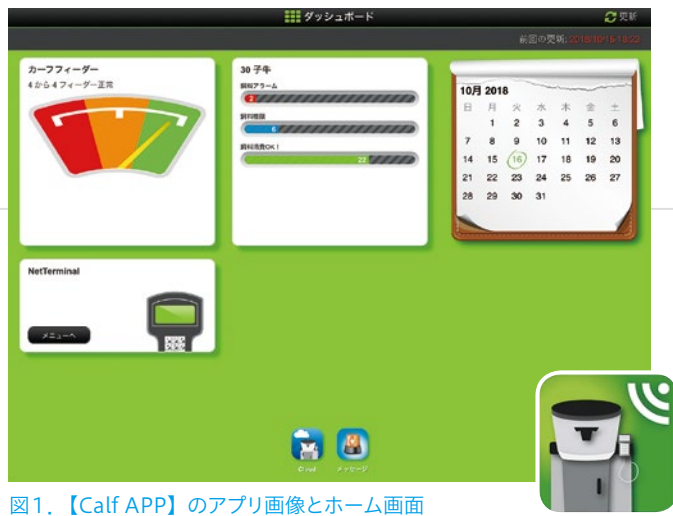 ダッシュボード
更新
前回の更新: 2018/10/16 18:23
カーフフィーダー
4 から 4 フィーダー正常
30 子牛
飼料アラーム
2
飼料権限
6
飼料消費OK！
22
10月 2018
日 月 火 水 木 金 土
1 2 3 4 5 6
7 8 9 10 11 12 13
14 15 16 17 18 19 20
21 22 23 24 25 26 27
28 29 30 31
NetTerminal
メニューへ
メッセージ
図1．【Calf APP】のアプリ画像とホーム画面